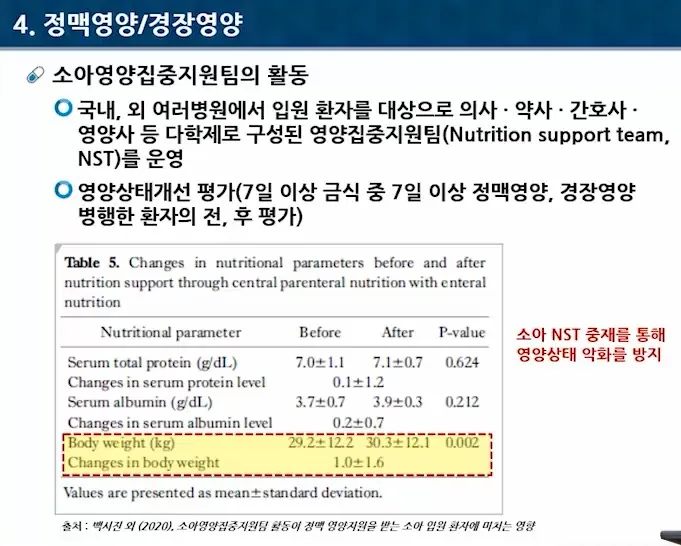 4. 정맥영양/경장영양
소아영양집중지원팀의 활동
국내, 외 여러병원에서 입원 환자를 대상으로 의사 · 약사 · 간호사 ·
영양사 등 다학제로 구성된 영양집중지원팀(Nutrition support team,
NST)를 운영
영양상태개선 평가(7일 이상 금식 중 7일 이상 정맥영양, 경장영양
병행한 환자의 전, 후 평가)
Table 5. Changes in nutritional parameters before and after
nutrition support through central parenteral nutrition with enteral
nutrition
Nutritional parameter Before After P-value
Serum total protein (g/dL) 7.0±1.1 7.1±0.7 0.624
Changes in serum protein level 0.1±1.2
Serum albumin (g/dL) 3.7±0.7 3.9±0.3 0.212
Changes in serum albumin level 0.2±0.7
Body weight (kg) 29.2±12.2 30.3±12.1 0.002
Changes in body weight 1.0±1.6
Values are presented as mean±standard deviation.
소아 NST 중재를 통해
영양상태 악화를 방지
출처 : 백시진 외 (2020), 소아영양집중지원팀 활동이 정맥 영양지원을 받는 소아 입원 환자에 미치는 영향